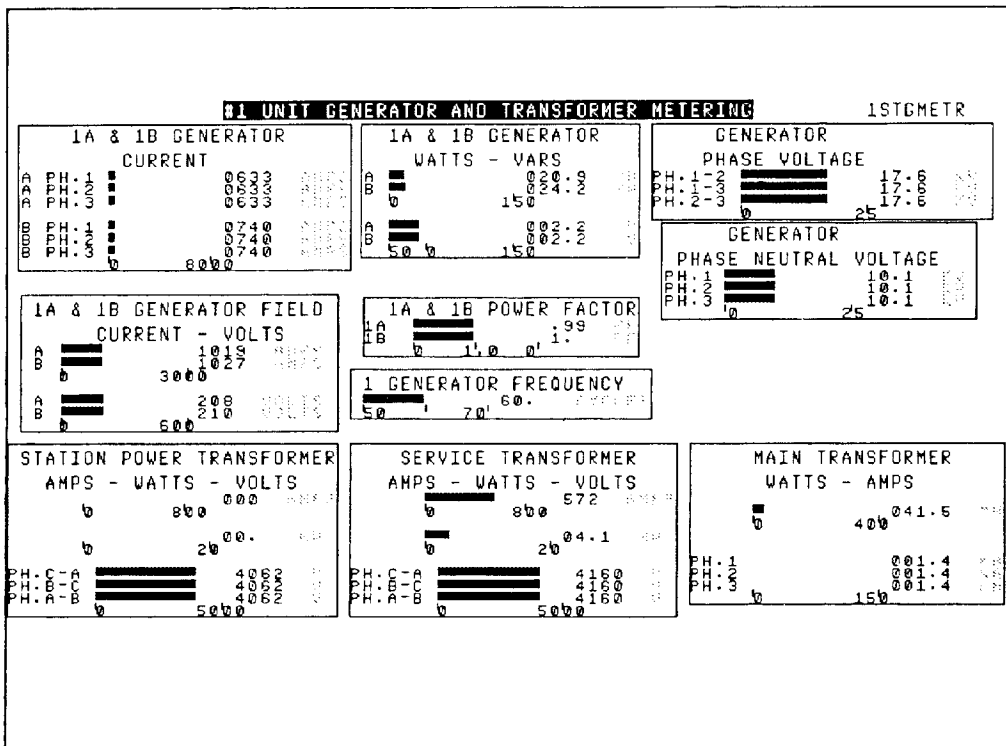 #1 UNIT GENERATOR AND TRANSFORMER METERING
1STGMETR
1A & 1B GENERATOR
CURRENT
A PH.1 0633
A PH.2 0633
A PH.3 0633
B PH.1 0740
B PH.2 0740
B PH.3 0740
0 8000
1A & 1B GENERATOR
WATTS - VARS
A 020.9
B 024.2
0 150
A 002.2
B 002.2
50 0 150
GENERATOR
PHASE VOLTAGE
PH.1-2 17.6
PH.1-3 17.6
PH.2-3 17.6
0 25
GENERATOR
PHASE NEUTRAL VOLTAGE
PH.1 10.1
PH.2 10.1
PH.3 10.1
0 25
1A & 1B GENERATOR FIELD
CURRENT - VOLTS
A 1019 AMPS
B 1027 AMPS
0 3000
A 208 VOLTS
B 210 VOLTS
0 600
1A & 1B POWER FACTOR
1A .99
1B 1.
0 1.0 0
1 GENERATOR FREQUENCY
60. CYCLES
50 70
STATION POWER TRANSFORMER
AMPS - WATTS - VOLTS
000 AMPS
0 800
00.
0 20
PH.C-A 4062
PH.B-C 4062
PH.A-B 4062
0 5000
SERVICE TRANSFORMER
AMPS - WATTS - VOLTS
572 AMPS
0 800
04.1
0 20
PH.C-A 4160
PH.B-C 4160
PH.A-B 4160
0 5000
MAIN TRANSFORMER
WATTS - AMPS
041.5
0 400
PH.1 001.4
PH.2 001.4
PH.3 001.4
0 150